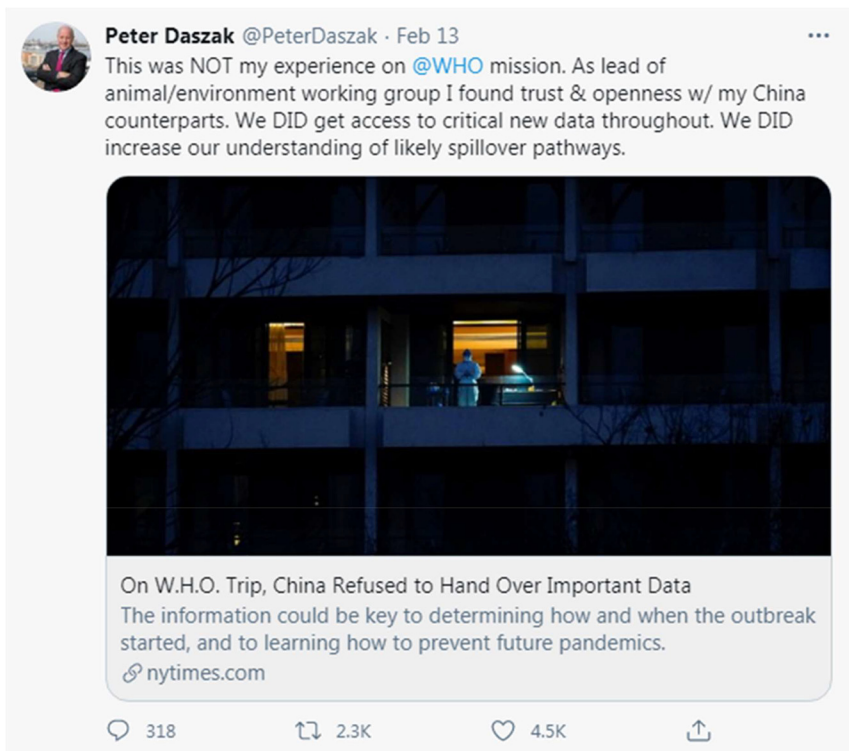 Peter Daszak @PeterDaszak · Feb 13
This was NOT my experience on @WHO mission. As lead of
animal/environment working group I found trust & openness w/ my China
counterparts. We DID get access to critical new data throughout. We DID
increase our understanding of likely spillover pathways.
On W.H.O. Trip, China Refused to Hand Over Important Data
The information could be key to determining how and when the outbreak
started, and to learning how to prevent future pandemics.
nytimes.com
318 2.3K 4.5K